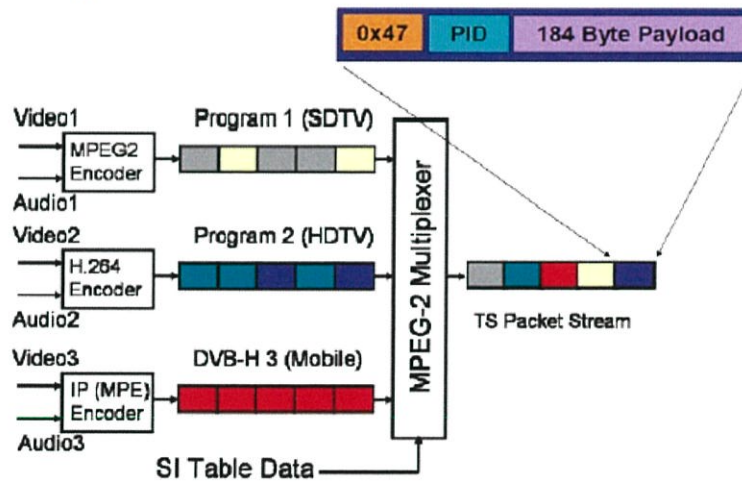 0x47 PID 184 Byte Payload
Video1
Program 1 (SDTV)
MPEG2
Encoder
Audio1
Video2
Program 2 (HDTV)
H.264
Encoder
Audio2
Video3
DVB-H 3 (Mobile)
IP (MPE)
Encoder
Audio3
MPEG-2 Multiplexer
TS Packet Stream
SI Table Data